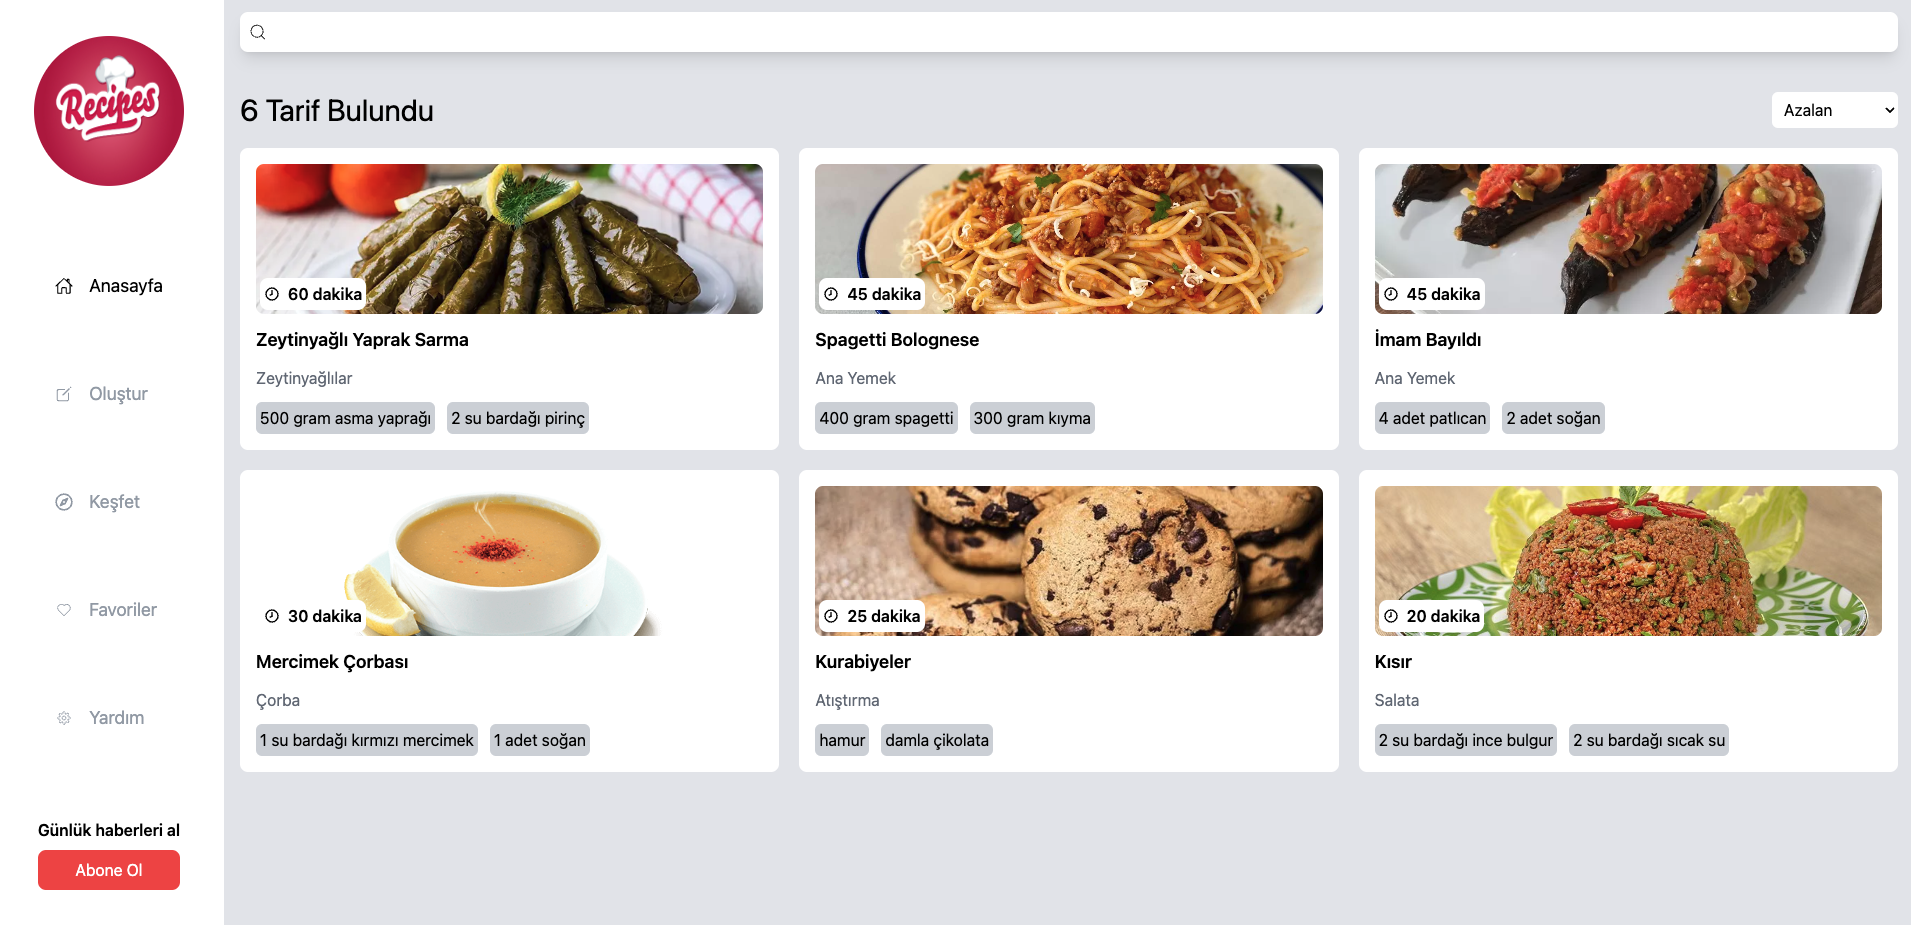 Recipes
Anasayfa
Oluştur
Keşfet
Favoriler
Yardım
Günlük haberleri al
Abone Ol
6 Tarif Bulundu
Azalan
60 dakika
Zeytinyağlı Yaprak Sarma
Zeytinyağlılar
500 gram asma yaprağı 2 su bardağı pirinç
45 dakika
Spagetti Bolognese
Ana Yemek
400 gram spagetti 300 gram kıyma
45 dakika
İmam Bayıldı
Ana Yemek
4 adet patlıcan 2 adet soğan
30 dakika
Mercimek Çorbası
Çorba
1 su bardağı kırmızı mercimek 1 adet soğan
25 dakika
Kurabiyeler
Atıştırma
hamur damla çikolata
20 dakika
Kısır
Salata
2 su bardağı ince bulgur 2 su bardağı sıcak su